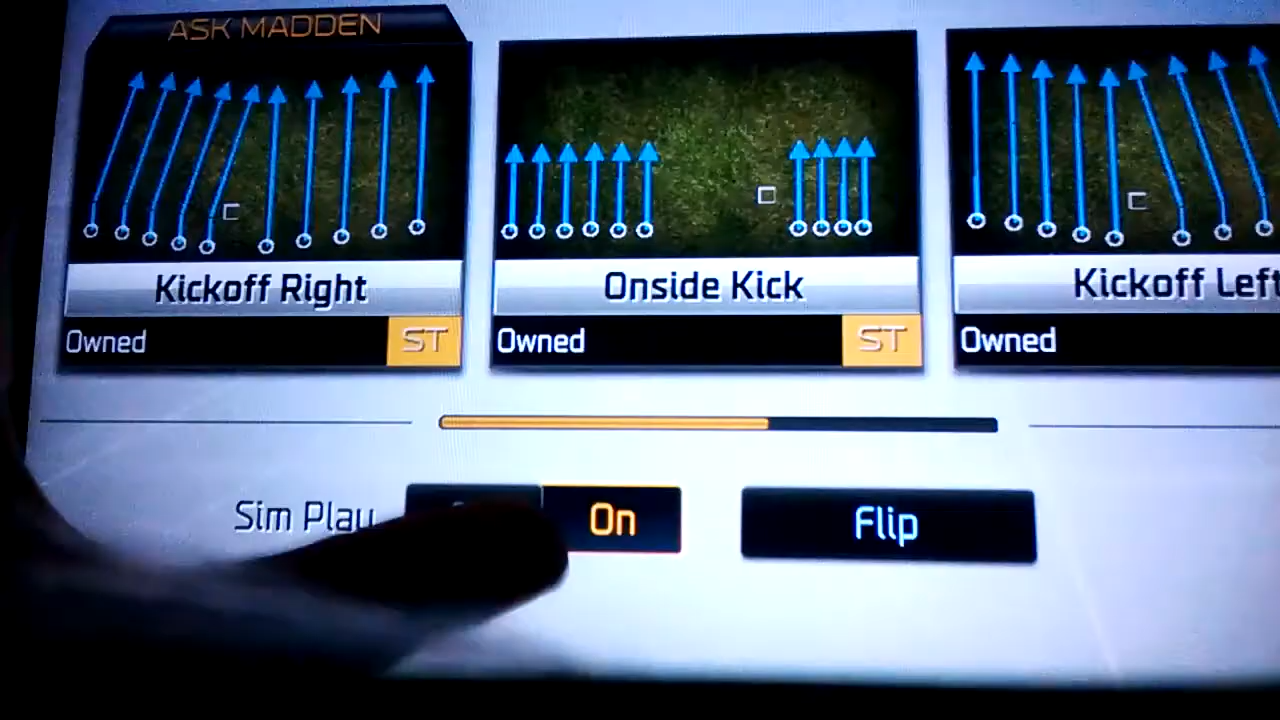 ASK MADDEN
Kickoff Right
Owned
ST
Onside Kick
Owned
ST
Kickoff Left
Owned
Sim Play
On
Flip